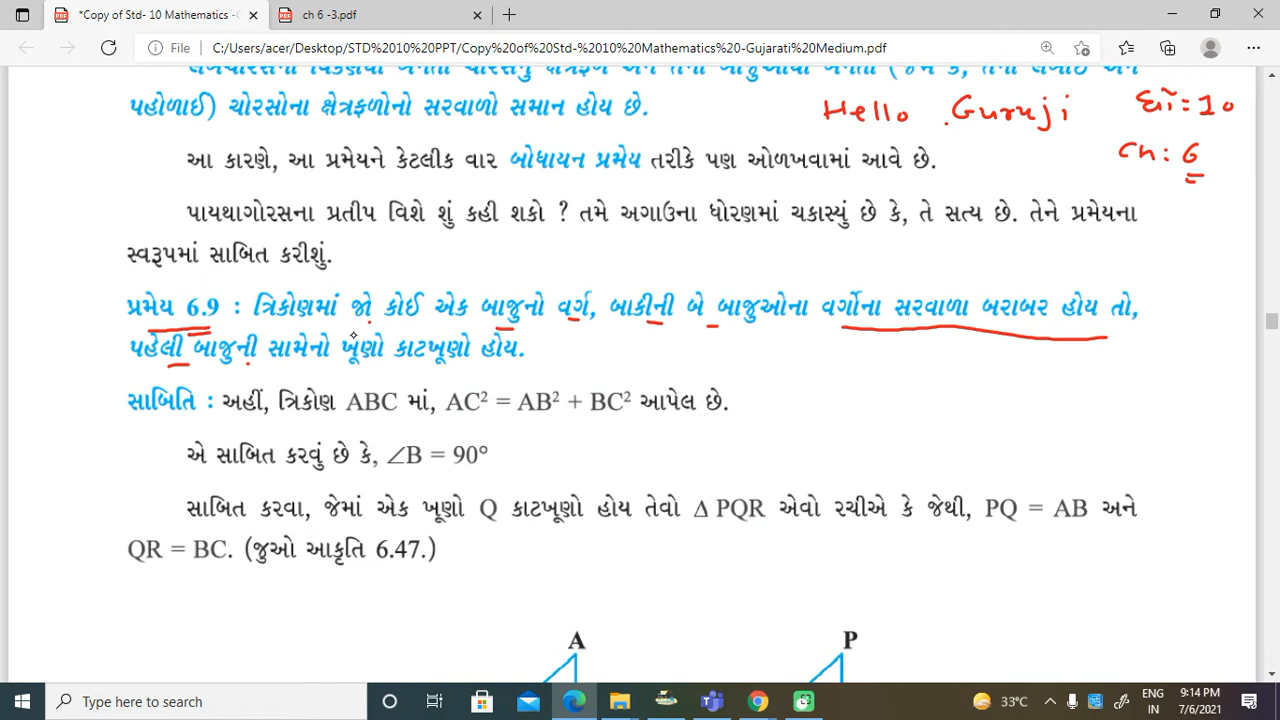 *Copy of Std- 10 Mathematics -G
ch 6 -3.pdf
File C:/Users/acer/Desktop/STD%2010%20PPT/Copy%20of%20Std-%2010%20Mathematics%20-Gujarati%20Medium.pdf
પહોળાઈ) ચોરસોના ક્ષેત્રફળોનો સરવાળો સમાન હોય છે.
Hello Guruji ધો=10
Ch: 6
આ કારણે, આ પ્રમેયને કેટલીક વાર બોધાયન પ્રમેય તરીકે પણ ઓળખવામાં આવે છે.
પાયથાગોરસના પ્રતીપ વિશે શું કહી શકો ? તમે અગાઉના ધોરણમાં ચકાસ્યું છે કે, તે સત્ય છે. તેને પ્રમેયના
સ્વરૂપમાં સાબિત કરીશું.
પ્રમેય 6.9 : ત્રિકોણમાં જો કોઈ એક બાજુનો વર્ગ, બાકીની બે બાજુઓના વર્ગોના સરવાળા બરાબર હોય તો,
પહેલી બાજુની સામેનો ખૂણો કાટખૂણો હોય.
સાબિતિ : અહીં, ત્રિકોણ ABC માં, AC² = AB² + BC² આપેલ છે.
એ સાબિત કરવું છે કે, ∠B = 90°
સાબિત કરવા, જેમાં એક ખૂણો Q કાટખૂણો હોય તેવો Δ PQR એવો રચીએ કે જેથી, PQ = AB અને
QR = BC. (જુઓ આકૃતિ 6.47.)
A P
Type here to search
33°C
ENG
IN
9:14 PM
7/6/2021